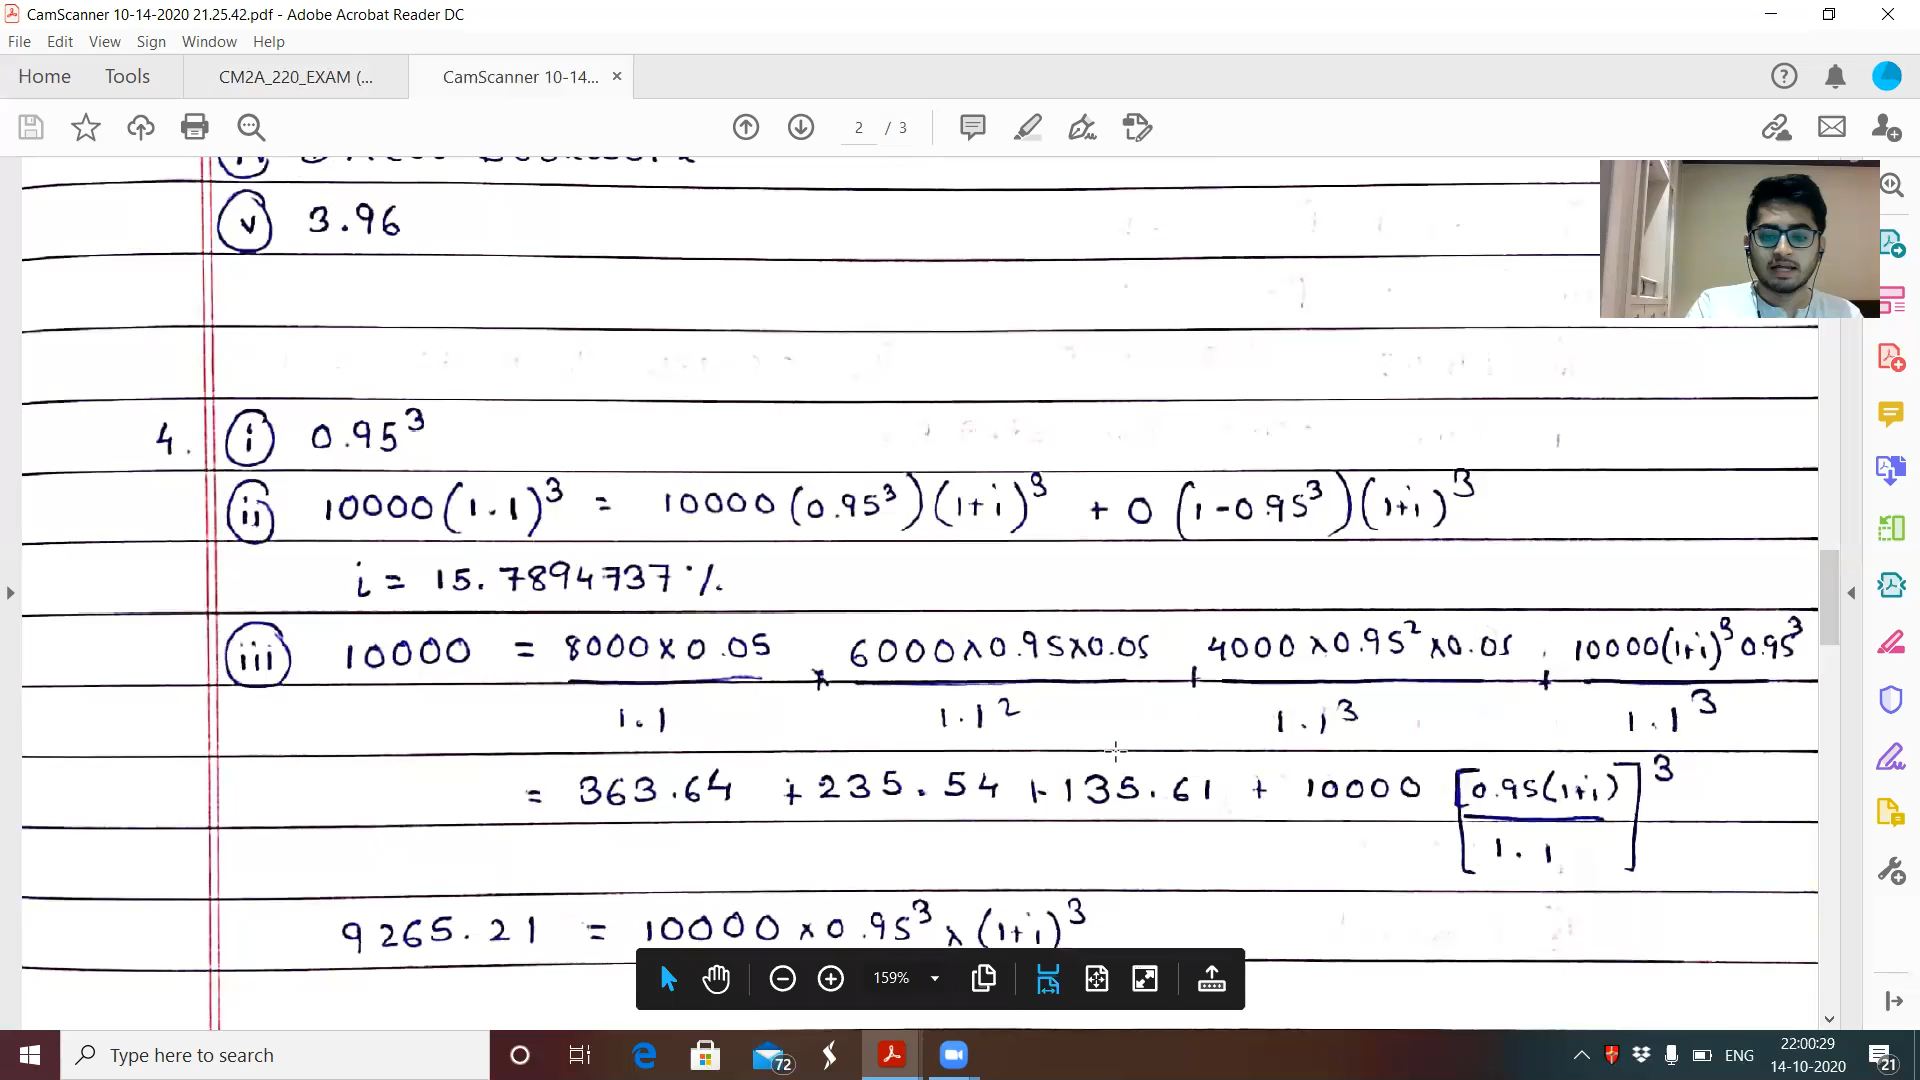 CamScanner 10-14-2020 21.25.42.pdf - Adobe Acrobat Reader DC
File Edit View Sign Window Help
Home Tools CM2A_220_EXAM (... CamScanner 10-14... ×
2 / 3
v 3.96
4. i 0.95³
ii 10000(1.1)³ = 10000(0.95³)(1+i)³ + 0(1-0.95³)(1+i)³
i = 15.7894737%
iii 10000 = 8000×0.05 + 6000×0.95×0.05 + 4000×0.95²×0.05 + 10000(1+i)³0.95³
1.1 1.1² 1.1³ 1.1³
= 363.64 + 235.54 + 135.61 + 10000 [0.95(1+i)]³
1.1
9265.21 = 10000 × 0.95³ × (1+i)³
159%
Type here to search
72
ENG
22:00:29
14-10-2020
21